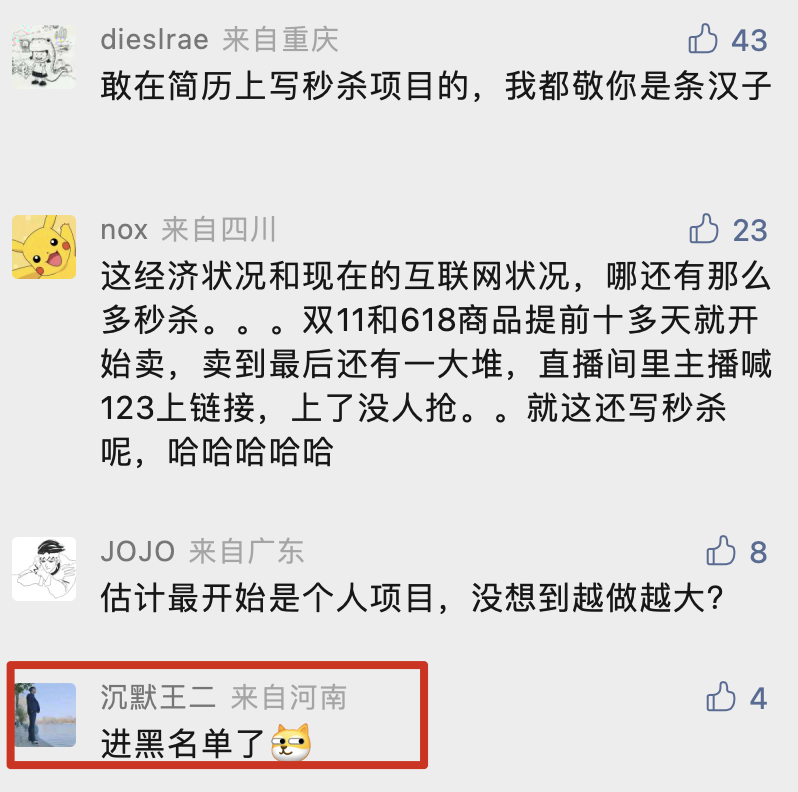 dieslrae 来自重庆 43
敢在简历上写秒杀项目的，我都敬你是条汉子
nox 来自四川 23
这经济状况和现在的互联网状况，哪还有那么
多秒杀。。。双11和618商品提前十多天就开
始卖，卖到最后还有一大堆，直播间里主播喊
123上链接，上了没人抢。。就这还写秒杀
呢，哈哈哈哈哈
JOJO 来自广东 8
估计最开始是个人项目，没想到越做越大?
沉默王二 来自河南 4
进黑名单了